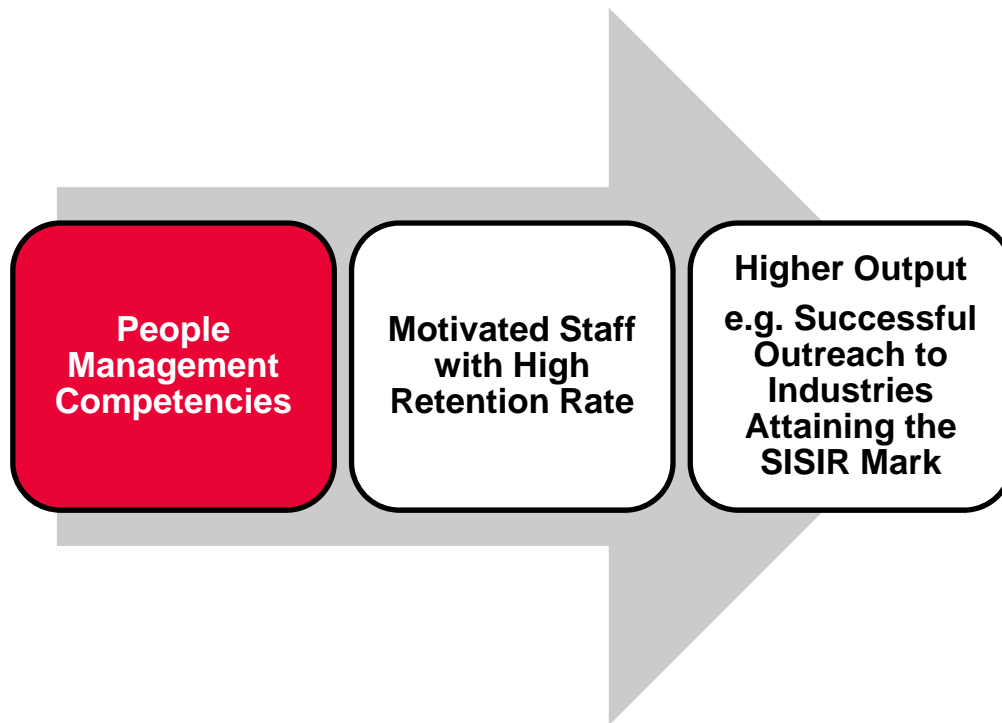 People
Management
Competencies
Motivated Staff
with High
Retention Rate
Higher Output
e.g. Successful
Outreach to
Industries
Attaining the
SISIR Mark